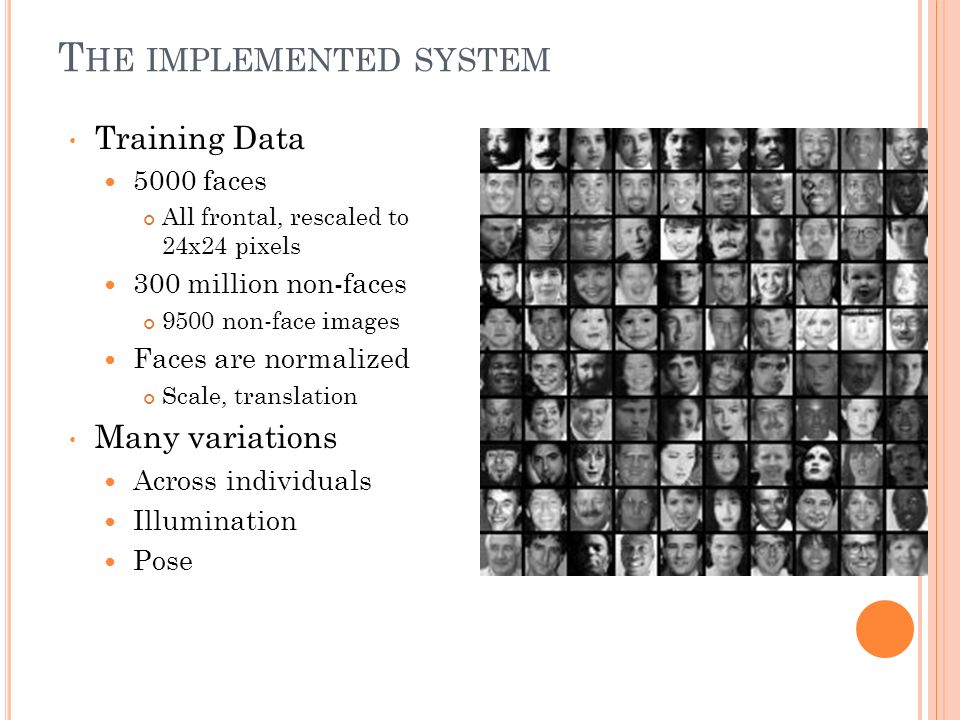 THE IMPLEMENTED SYSTEM
• Training Data
• 5000 faces
All frontal, rescaled to
24x24 pixels
• 300 million non-faces
9500 non-face images
• Faces are normalized
Scale, translation
• Many variations
• Across individuals
• Illumination
• Pose